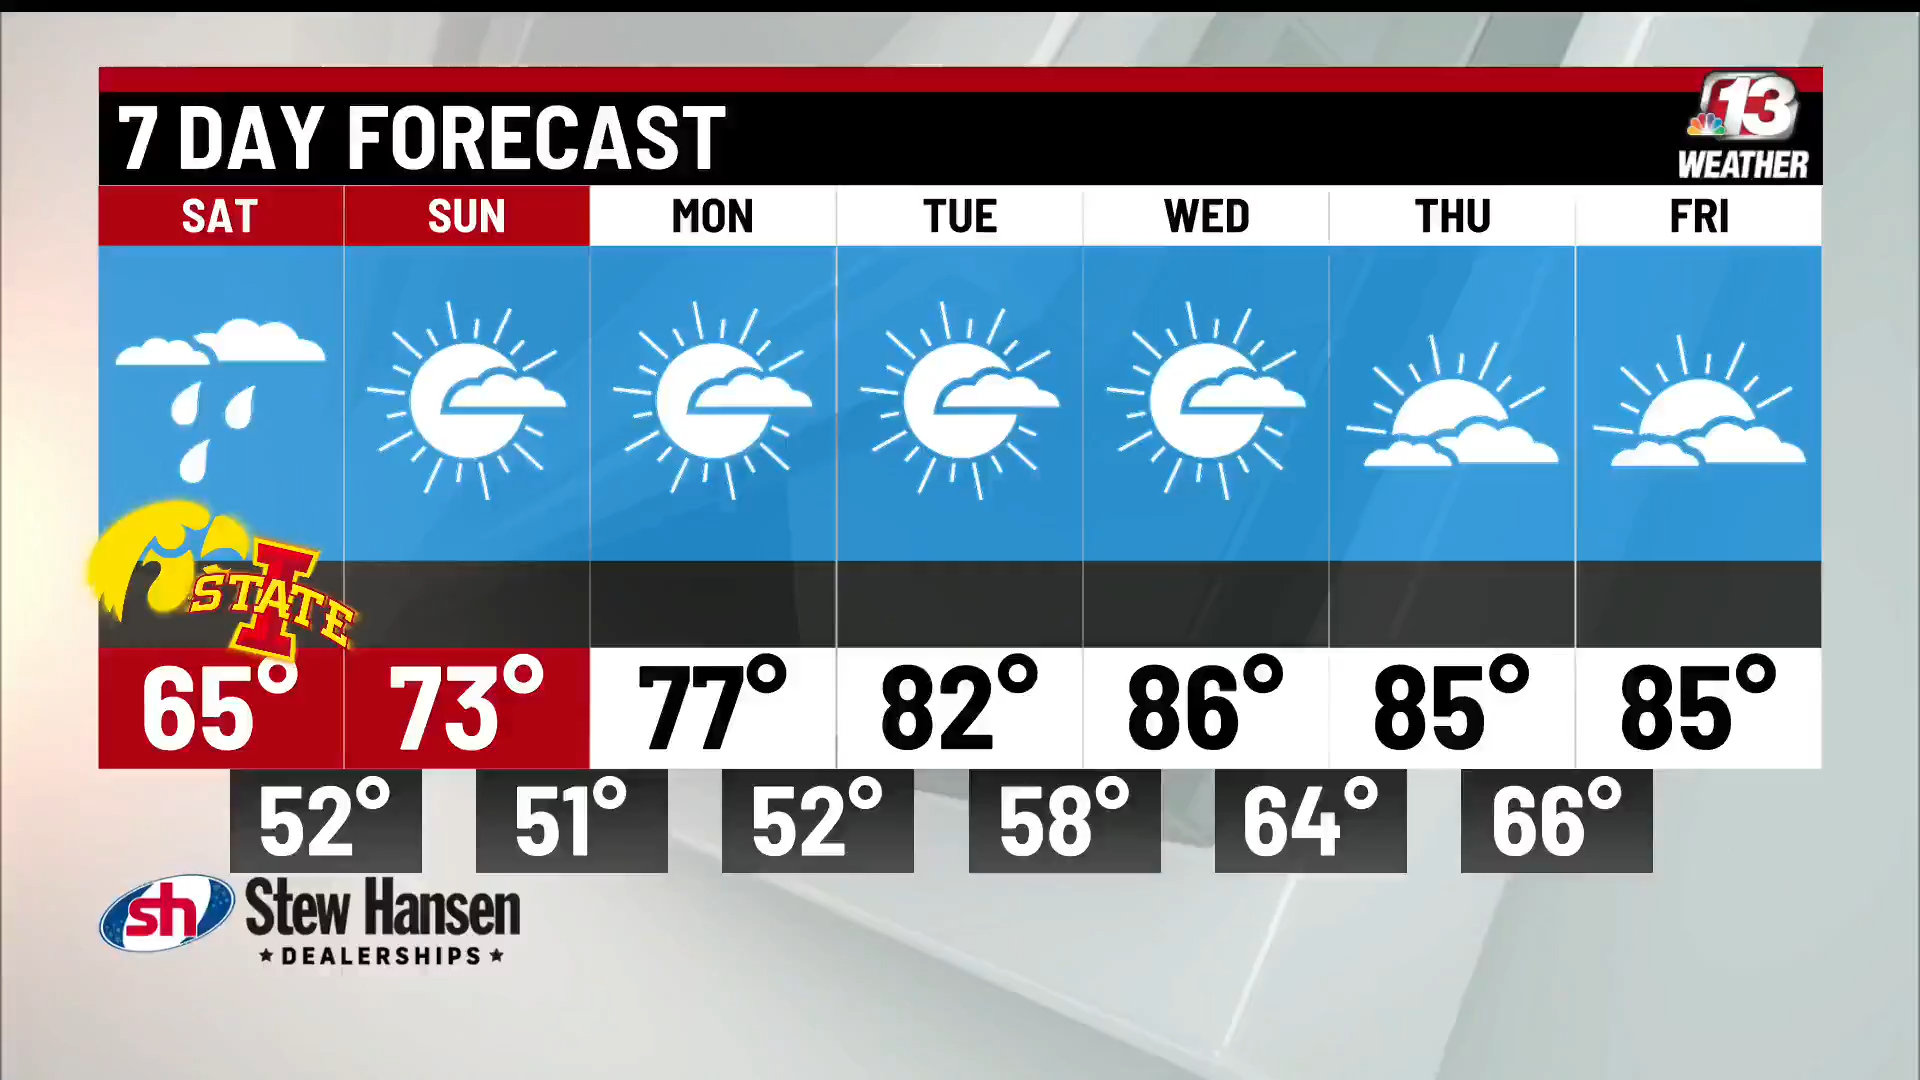 7 DAY FORECAST
13
WEATHER
SAT SUN MON TUE WED THU FRI
STATE
65° 73° 77° 82° 86° 85° 85°
52° 51° 52° 58° 64° 66°
sh Stew Hansen
★DEALERSHIPS★